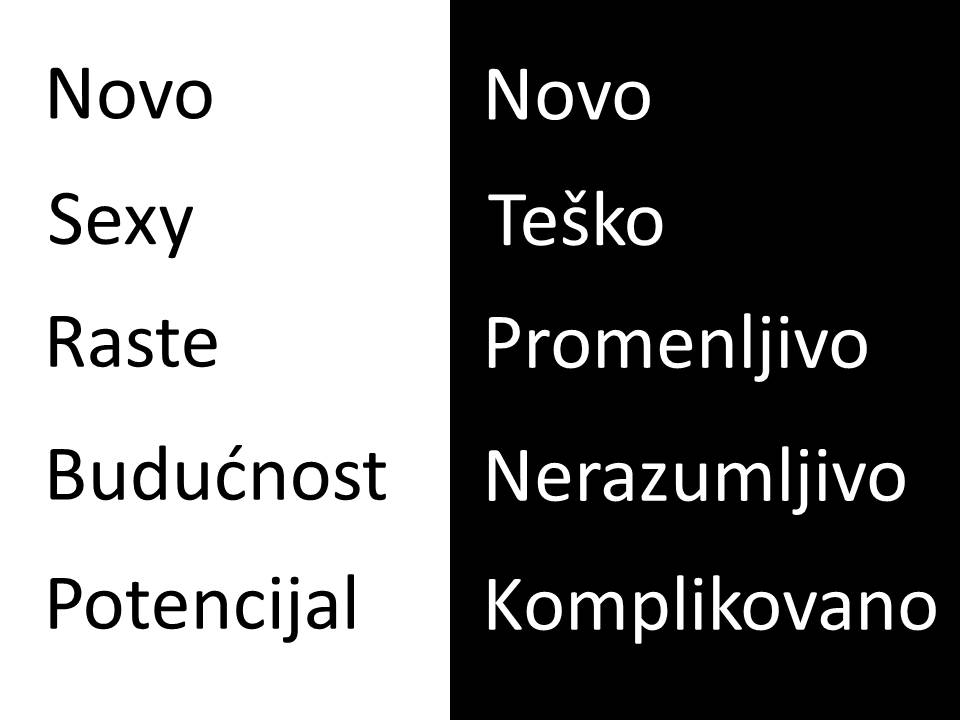 Novo
Sexy
Raste
Budućnost
Potencijal
Novo
Teško
Promenljivo
Nerazumljivo
Komplikovano